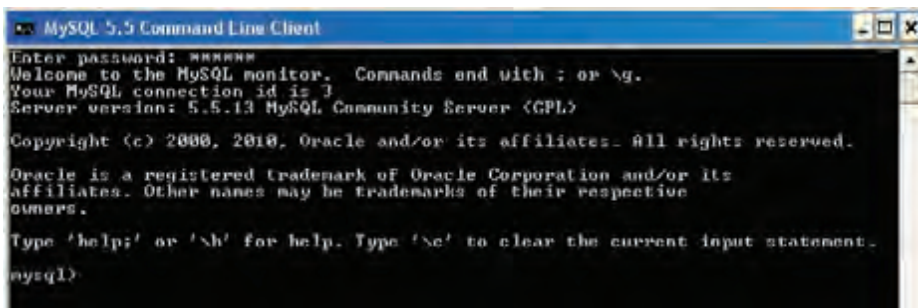 MySQL 5.5 Command Line Client
Enter password: ******
Welcome to the MySQL monitor.  Commands end with ; or \g.
Your MySQL connection id is 3
Server version: 5.5.13 MySQL Community Server (GPL)
Copyright (c) 2000, 2010, Oracle and/or its affiliates. All rights reserved.
Oracle is a registered trademark of Oracle Corporation and/or its
affiliates. Other names may be trademarks of their respective
owners.
Type 'help;' or '\h' for help. Type '\c' to clear the current input statement.
mysql>